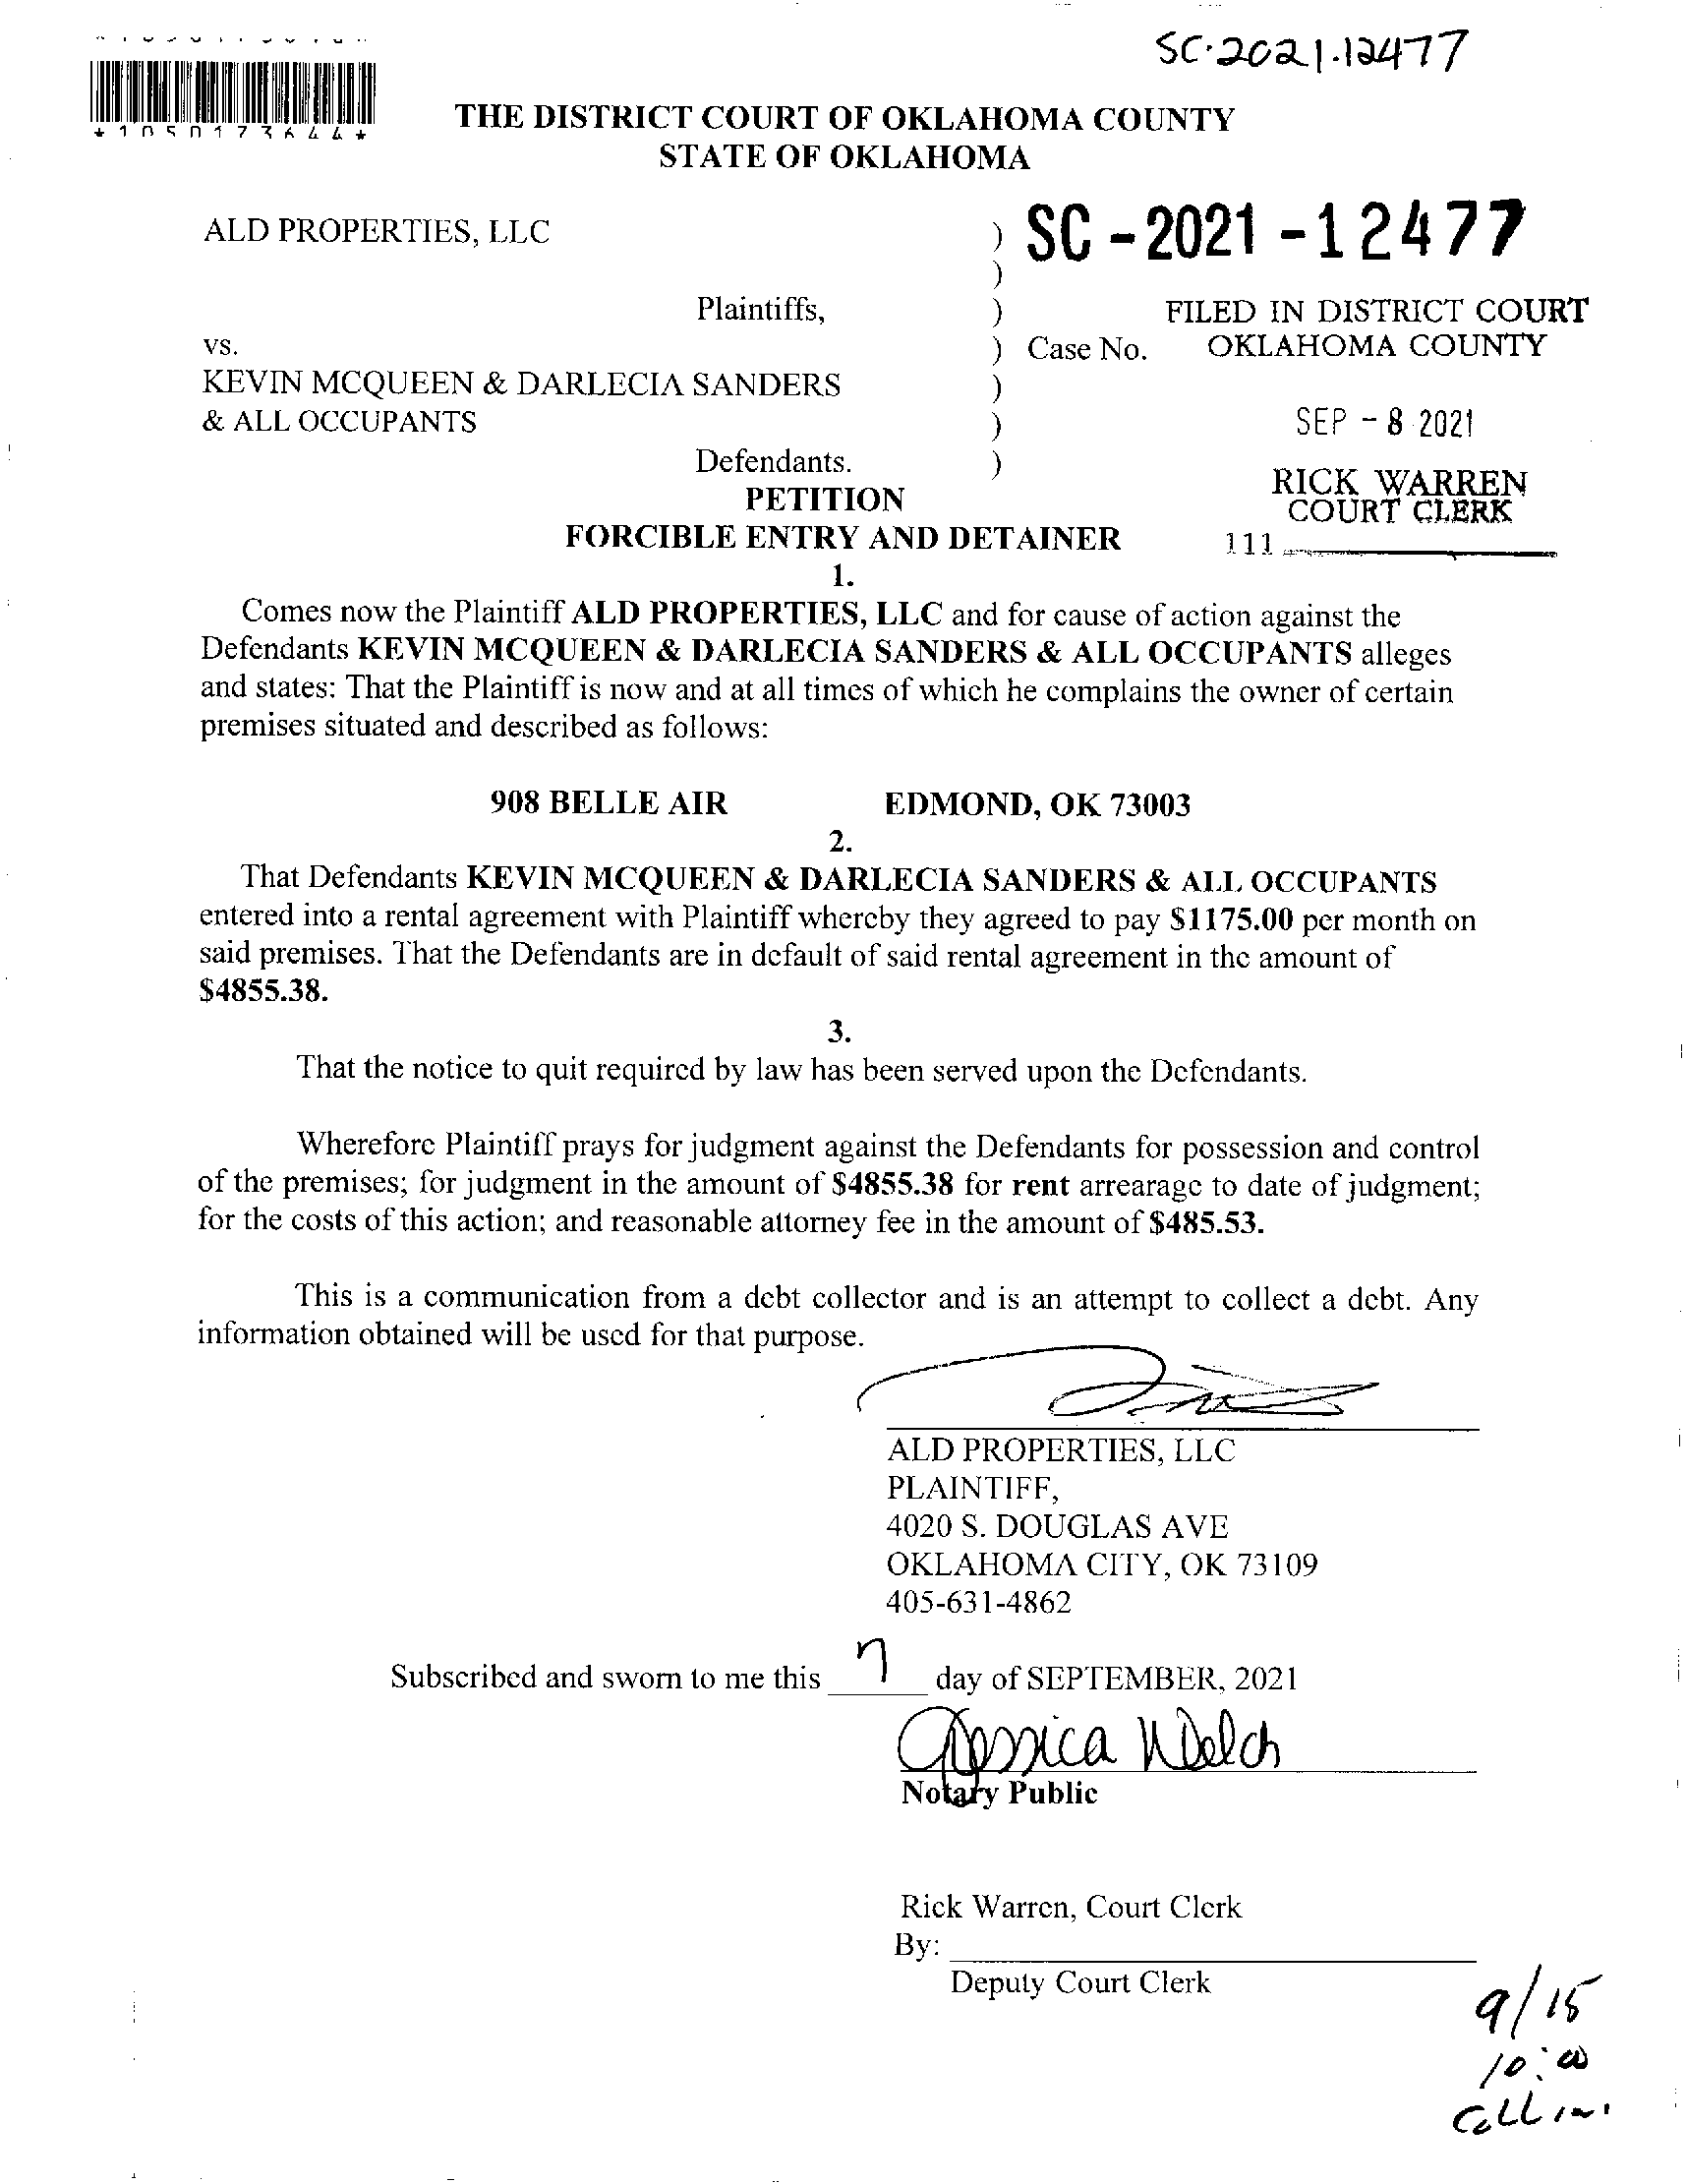 SC-2021-12477
*1050173644*
THE DISTRICT COURT OF OKLAHOMA COUNTY
STATE OF OKLAHOMA
ALD PROPERTIES, LLC )
SC-2021-12477
)
Plaintiffs, )
FILED IN DISTRICT COURT
vs. ) Case No.
OKLAHOMA COUNTY
KEVIN MCQUEEN & DARLECIA SANDERS )
& ALL OCCUPANTS )
SEP - 8 2021
Defendants. )
RICK WARREN
COURT CLERK
PETITION
FORCIBLE ENTRY AND DETAINER
111
1.
Comes now the Plaintiff ALD PROPERTIES, LLC and for cause of action against the
Defendants KEVIN MCQUEEN & DARLECIA SANDERS & ALL OCCUPANTS alleges
and states: That the Plaintiff is now and at all times of which he complains the owner of certain
premises situated and described as follows:
908 BELLE AIR EDMOND, OK 73003
2.
That Defendants KEVIN MCQUEEN & DARLECIA SANDERS & ALL OCCUPANTS
entered into a rental agreement with Plaintiff whereby they agreed to pay $1175.00 per month on
said premises. That the Defendants are in default of said rental agreement in the amount of
$4855.38.
3.
That the notice to quit required by law has been served upon the Defendants.
Wherefore Plaintiff prays for judgment against the Defendants for possession and control
of the premises; for judgment in the amount of $4855.38 for rent arrearage to date of judgment;
for the costs of this action; and reasonable attorney fee in the amount of $485.53.
This is a communication from a debt collector and is an attempt to collect a debt. Any
information obtained will be used for that purpose.
ALD PROPERTIES, LLC
PLAINTIFF,
4020 S. DOUGLAS AVE
OKLAHOMA CITY, OK 73109
405-631-4862
Subscribed and sworn to me this 7 day of SEPTEMBER, 2021
Jessica Welch
Notary Public
Rick Warren, Court Clerk
By:
Deputy Court Clerk
9/15
10:00